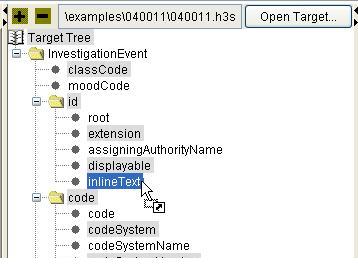 \examples\040011\040011.h3s Open Target...
Target Tree
InvestigationEvent
classCode
moodCode
id
root
extension
assigningAuthorityName
displayable
inlineText
code
code
codeSystem
codeSystemName